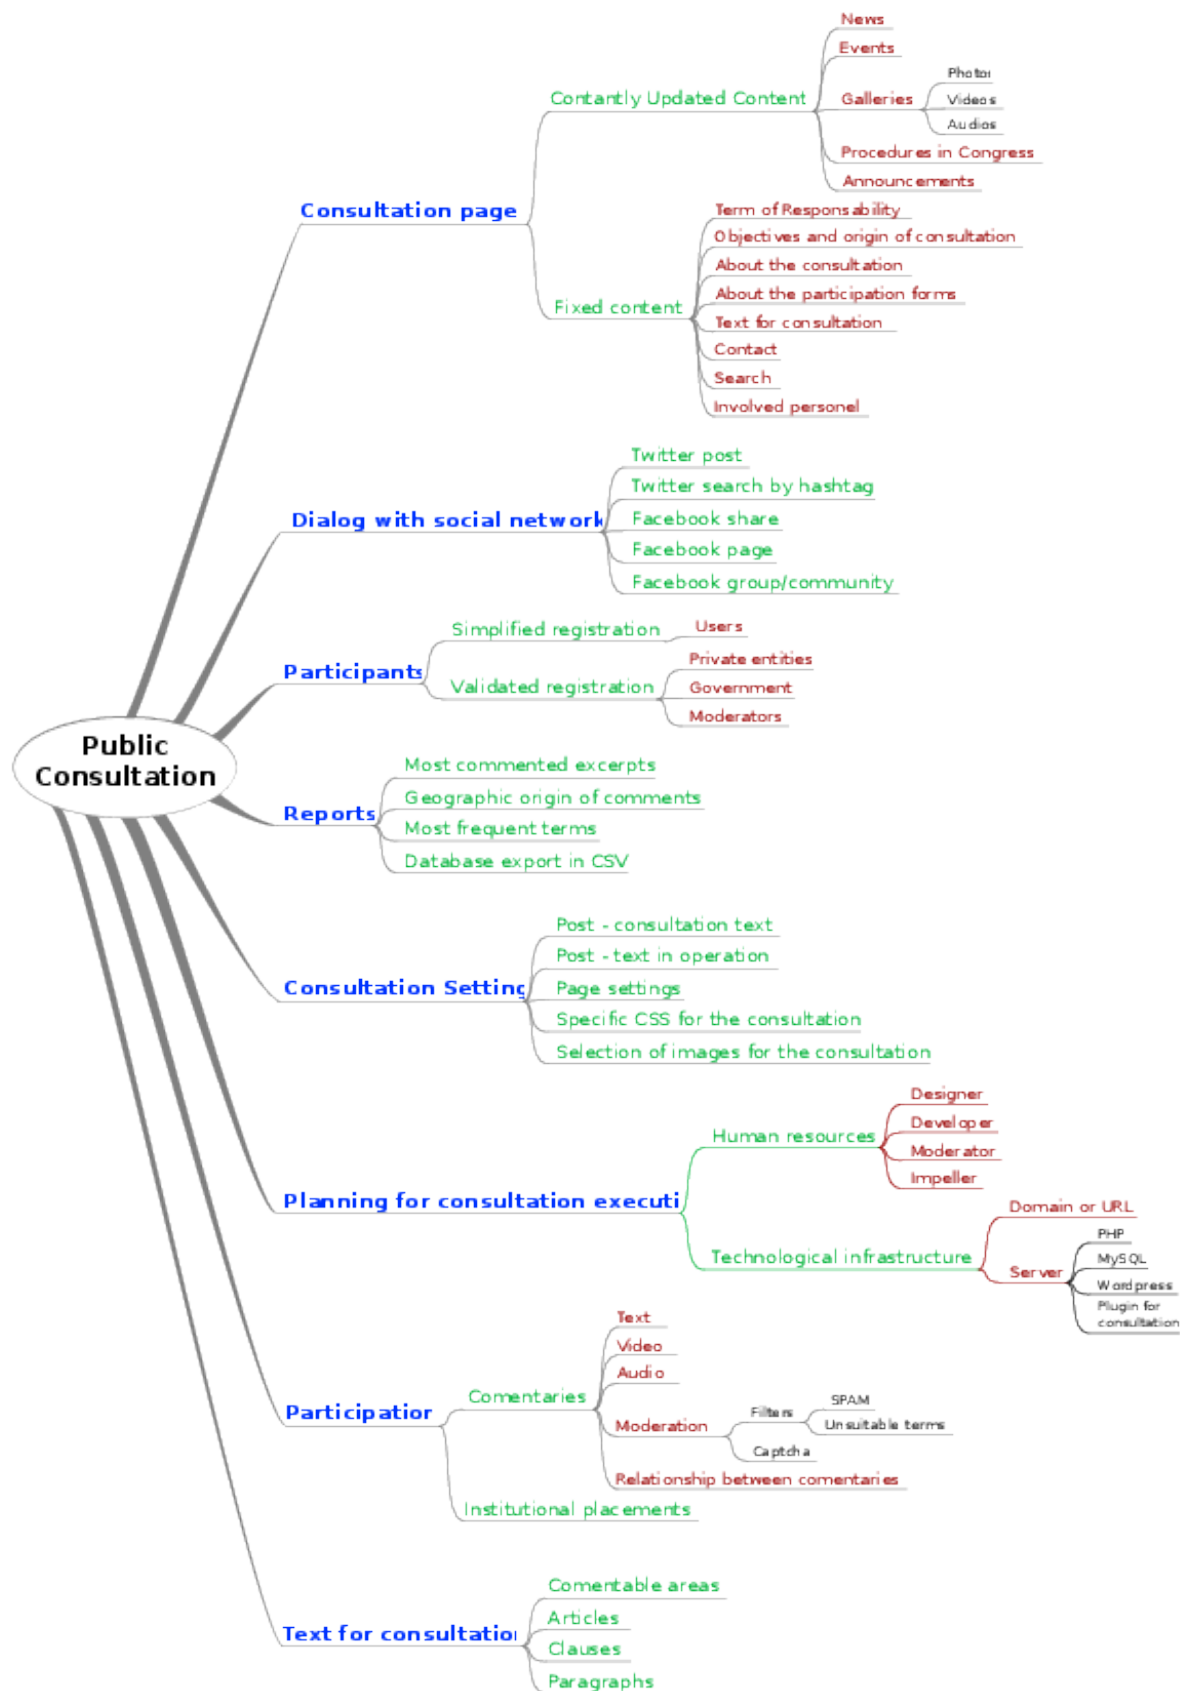 Public
Consultation
Consultation page
Contantly Updated Content
News
Events
Galleries
Photos
Videos
Audios
Procedures in Congress
Announcements
Fixed content
Term of Responsability
Objectives and origin of consultation
About the consultation
About the participation forms
Text for consultation
Contact
Search
Involved personel
Dialog with social network
Twitter post
Twitter search by hashtag
Facebook share
Facebook page
Facebook group/community
Participants
Simplified registration
Users
Validated registration
Private entities
Government
Moderators
Reports
Most commented excerpts
Geographic origin of comments
Most frequent terms
Database export in CSV
Consultation Setting
Post - consultation text
Post - text in operation
Page settings
Specific CSS for the consultation
Selection of images for the consultation
Planning for consultation executi
Human resources
Designer
Developer
Moderator
Impeller
Technological infrastructure
Domain or URL
Server
PHP
MySQL
Wordpress
Plugin for
consultation
Participation
Comentaries
Text
Video
Audio
Moderation
Filters
SPAM
Unsuitable terms
Captcha
Relationship between comentaries
Institutional placements
Text for consultation
Comentable areas
Articles
Clauses
Paragraphs